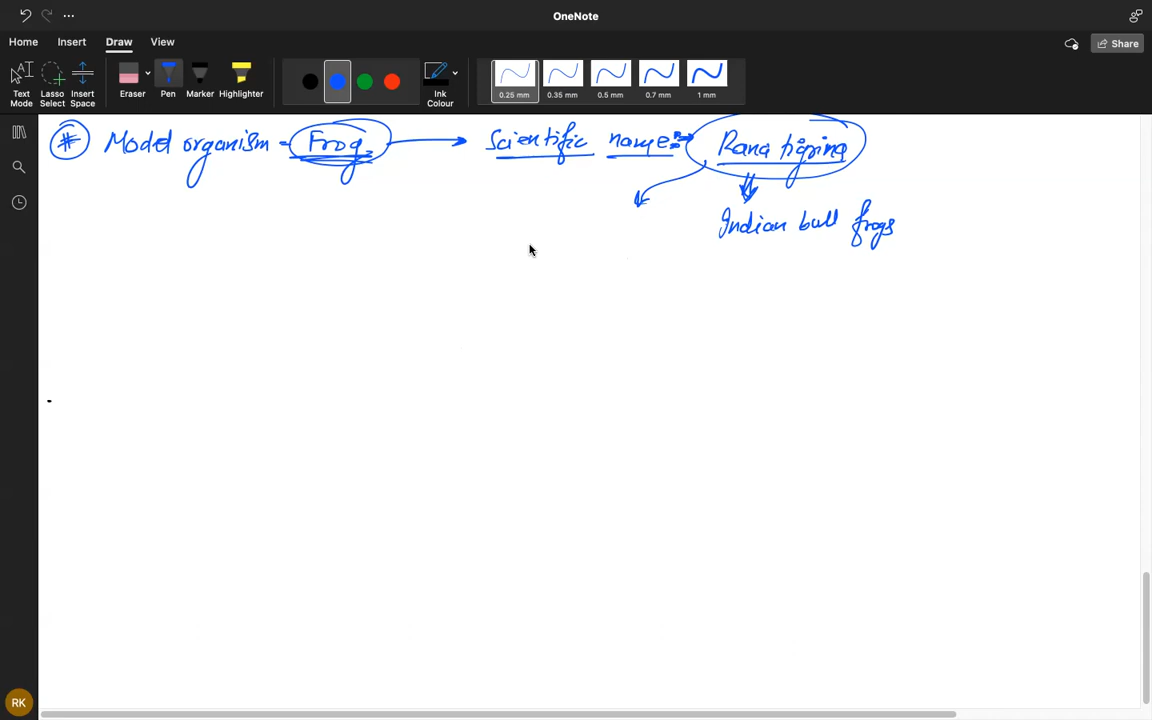 OneNote
Home Insert Draw View
Share
Text Mode
Lasso Select
Insert Space
Eraser
Pen
Marker
Highlighter
Ink Colour
0.25 mm
0.35 mm
0.5 mm
0.7 mm
1 mm
# Model organism - Frog → Scientific name :- Rana tigrina
Indian bull frogs
RK